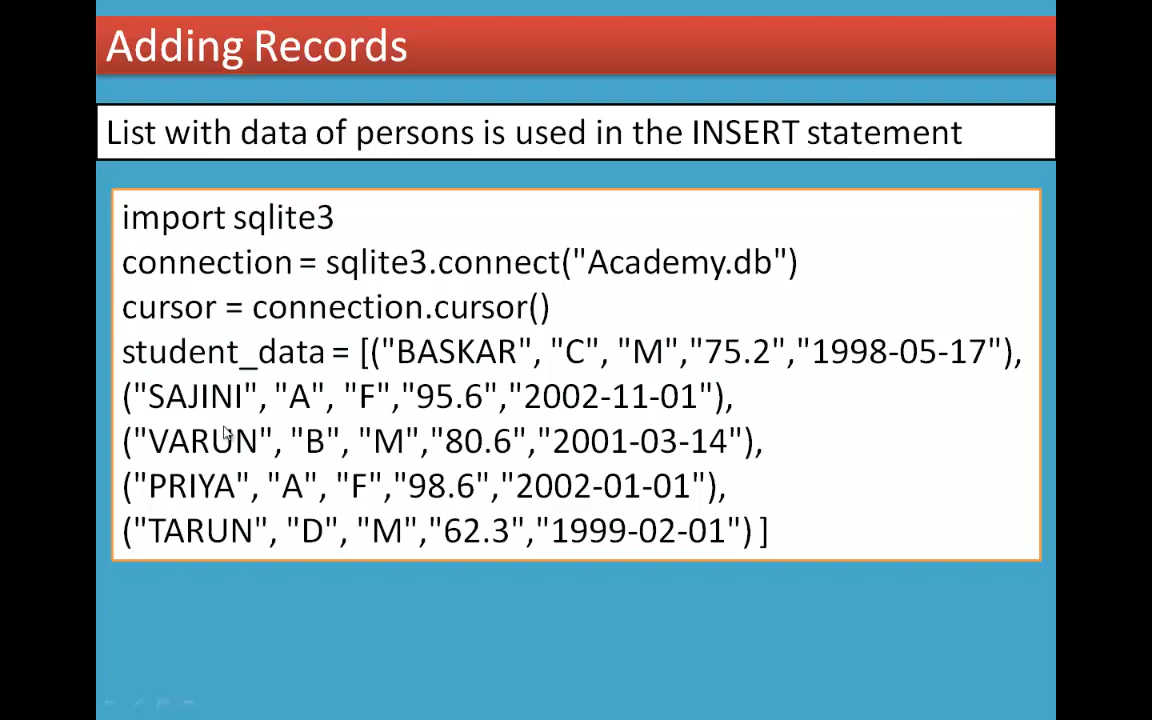 Adding Records
List with data of persons is used in the INSERT statement
import sqlite3
connection = sqlite3.connect("Academy.db")
cursor = connection.cursor()
student_data = [("BASKAR", "C", "M","75.2","1998-05-17"),
("SAJINI", "A", "F","95.6","2002-11-01"),
("VARUN", "B", "M","80.6","2001-03-14"),
("PRIYA", "A", "F","98.6","2002-01-01"),
("TARUN", "D", "M","62.3","1999-02-01") ]